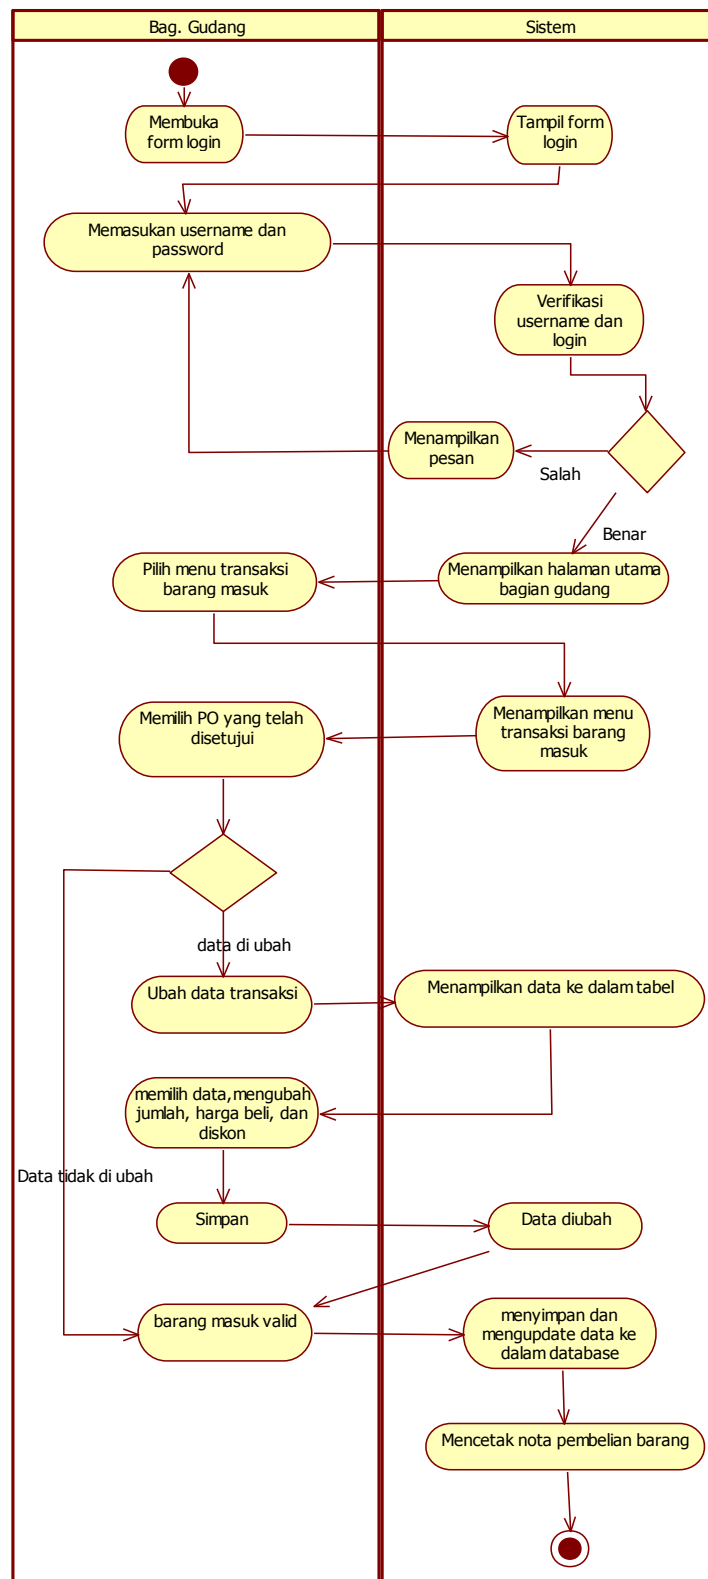 Bag. Gudang
Sistem
Membuka
form login
Tampil form
login
Memasukan username dan
password
Verifikasi
username dan
login
Menampilkan
pesan
Salah
Benar
Menampilkan halaman utama
bagian gudang
Pilih menu transaksi
barang masuk
Menampilkan menu
transaksi barang
masuk
Memilih PO yang telah
disetujui
data di ubah
Ubah data transaksi
Menampilkan data ke dalam tabel
memilih data,mengubah
jumlah, harga beli, dan
diskon
Data tidak di ubah
Simpan
Data diubah
barang masuk valid
menyimpan dan
mengupdate data ke
dalam database
Mencetak nota pembelian barang